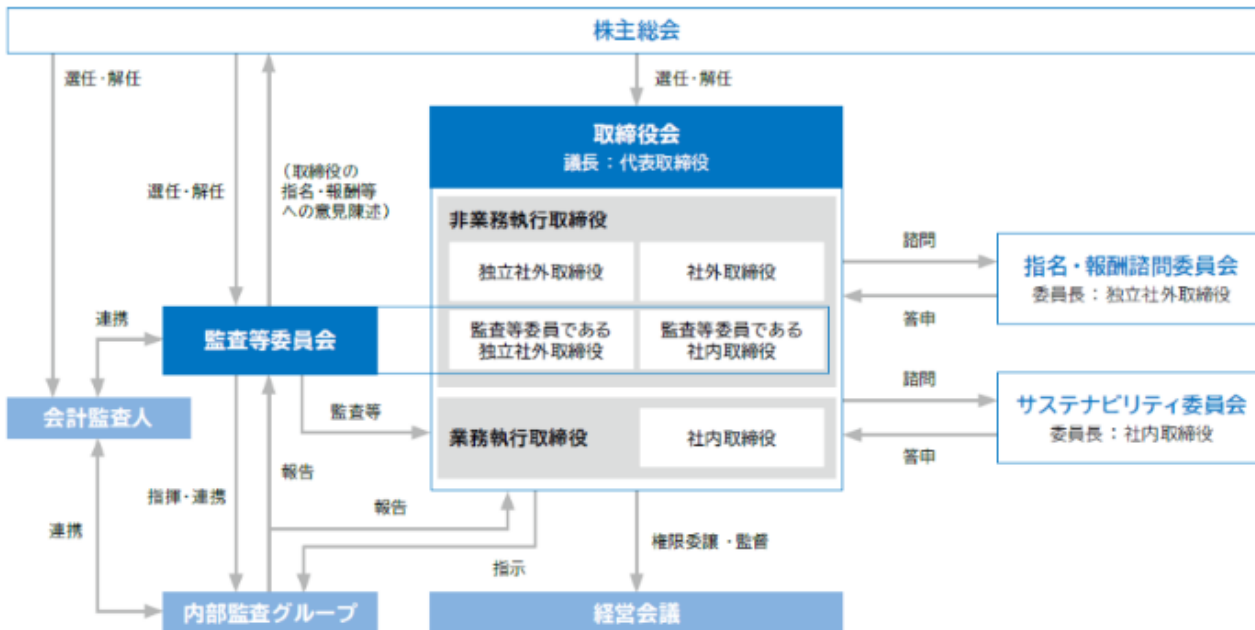 株主総会
選任・解任
選任・解任
取締役会
議長：代表取締役
選任・解任
（取締役の
指名・報酬等
への意見陳述）
非業務執行取締役
独立社外取締役
社外取締役
諮問
指名・報酬諮問委員会
委員長：独立社外取締役
答申
連携
監査等委員会
監査等委員である
独立社外取締役
監査等委員である
社内取締役
諮問
サステナビリティ委員会
委員長：社内取締役
答申
会計監査人
監査等
業務執行取締役
社内取締役
報告
指揮・連携
報告
連携
権限委譲・監督
指示
内部監査グループ
経営会議